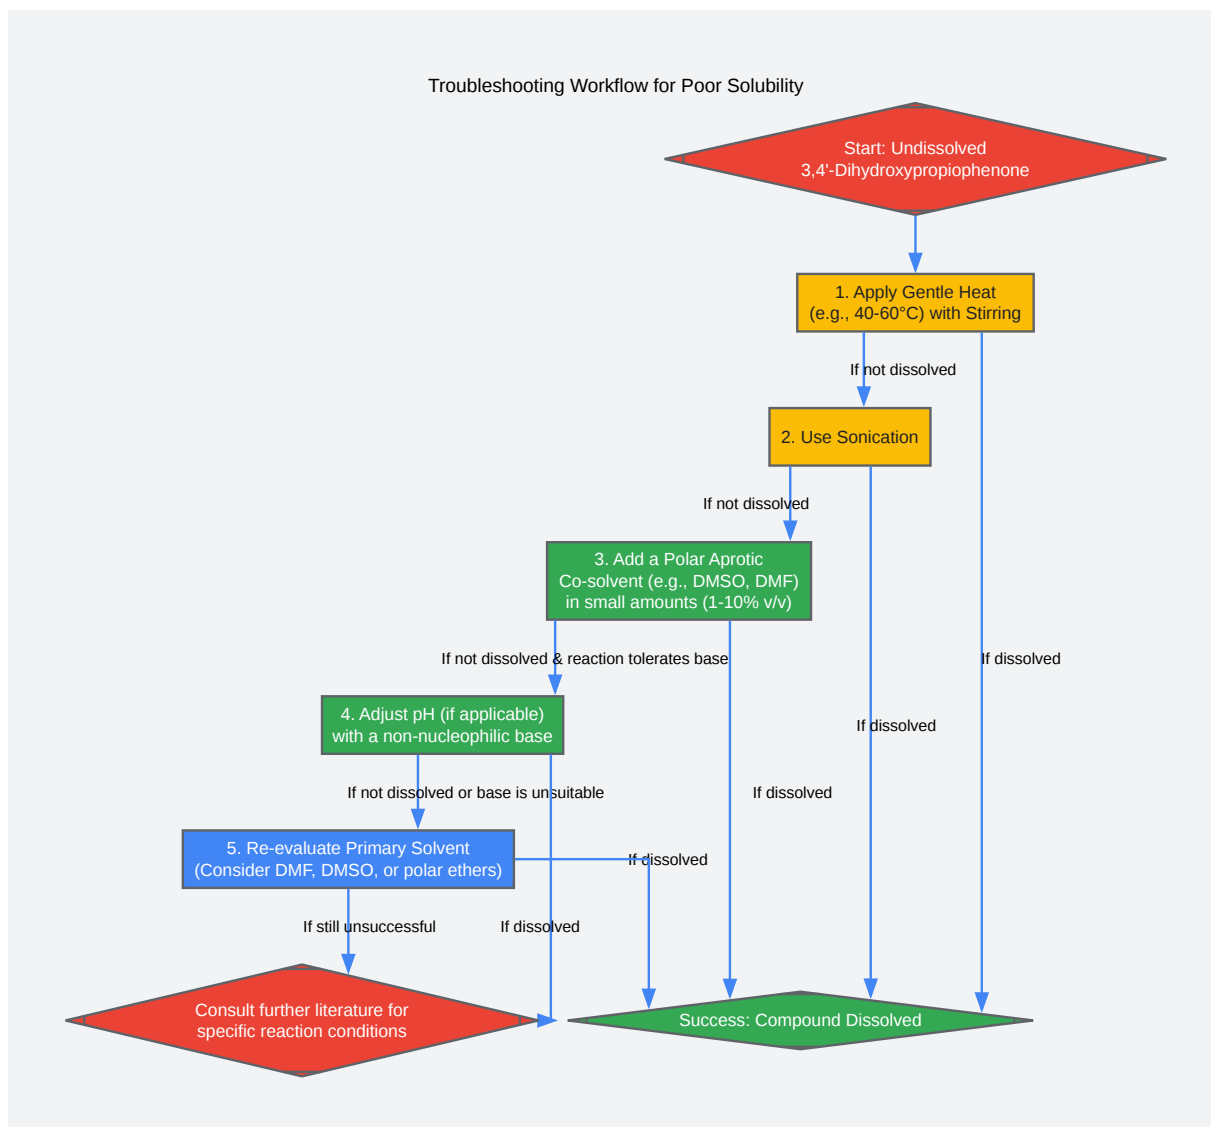 Troubleshooting Workflow for Poor Solubility
Start: Undissolved
3,4'-Dihydroxypropiophenone
1. Apply Gentle Heat
(e.g., 40-60°C) with Stirring
If not dissolved
2. Use Sonication
If not dissolved
3. Add a Polar Aprotic
Co-solvent (e.g., DMSO, DMF)
in small amounts (1-10% v/v)
If not dissolved & reaction tolerates base
If dissolved
4. Adjust pH (if applicable)
with a non-nucleophilic base
If dissolved
If not dissolved or base is unsuitable
If dissolved
5. Re-evaluate Primary Solvent
(Consider DMF, DMSO, or polar ethers)
If dissolved
If still unsuccessful
If dissolved
Consult further literature for
specific reaction conditions
Success: Compound Dissolved